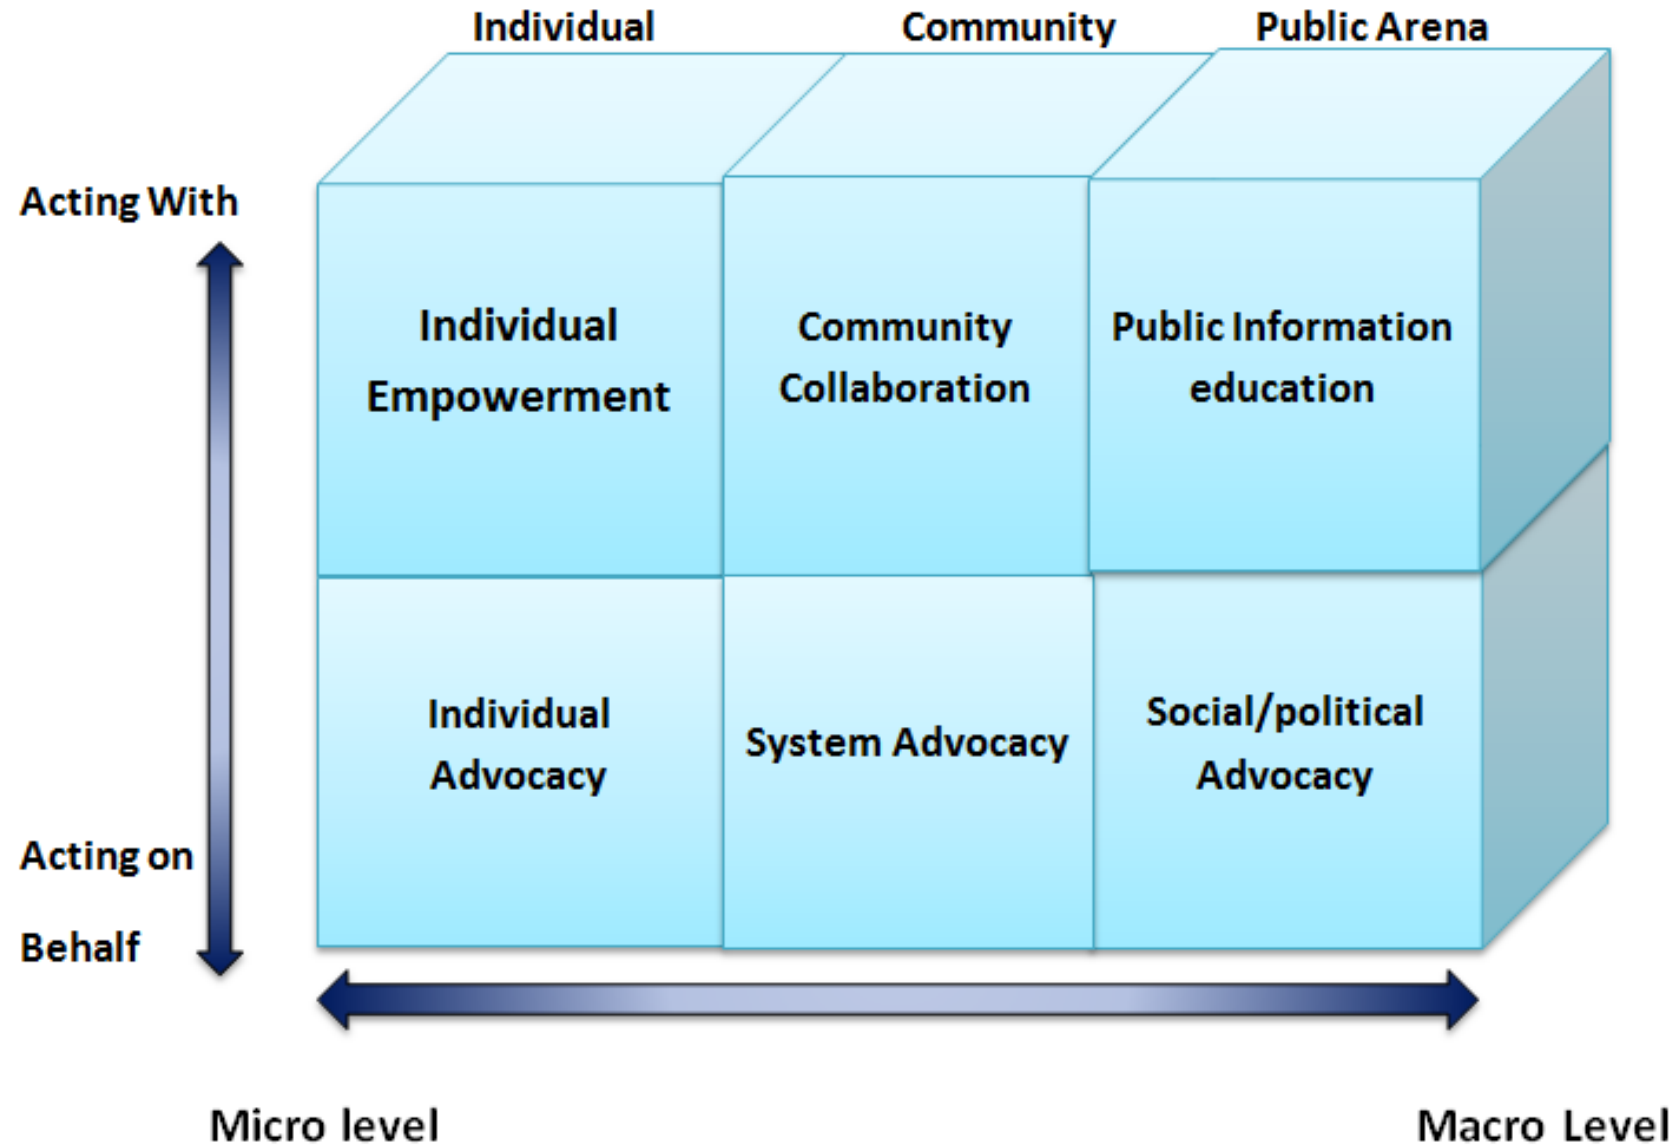 Individual
Community
Public Arena
Acting With
Individual
Empowerment
Community
Collaboration
Public Information
education
Individual
Advocacy
System Advocacy
Social/political
Advocacy
Acting on
Behalf
Micro level
Macro Level